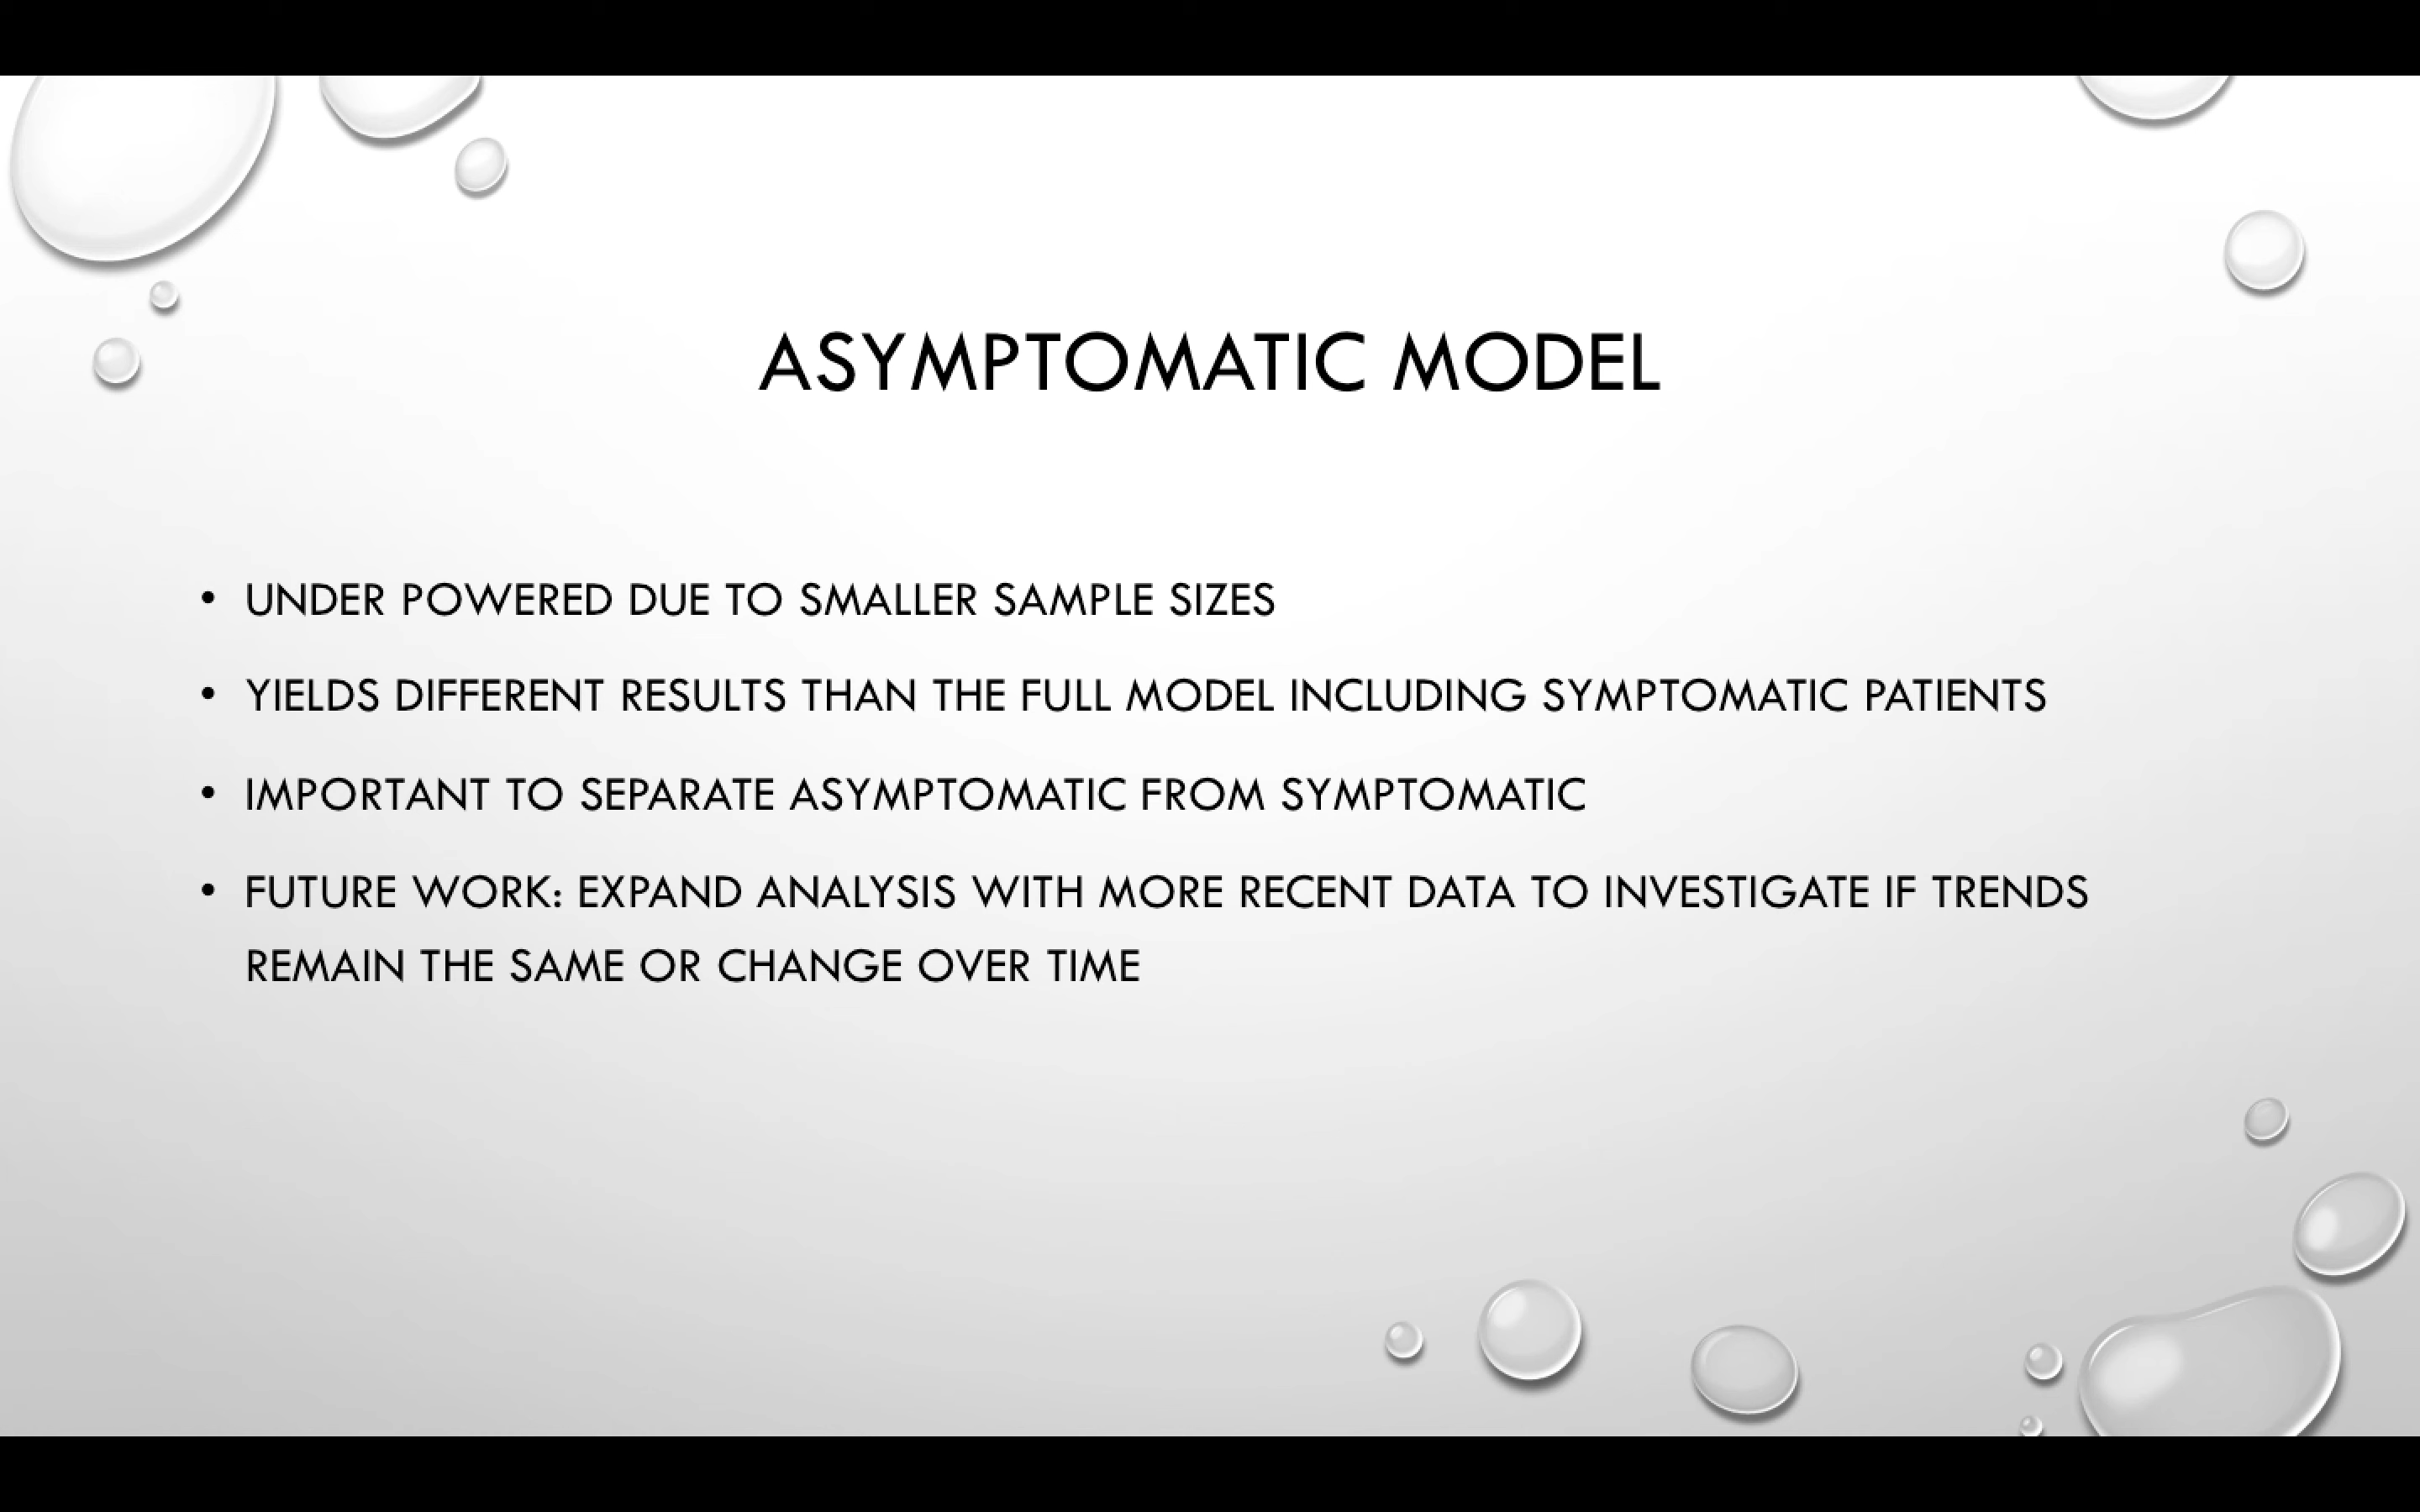 ASYMPTOMATIC MODEL
• UNDER POWERED DUE TO SMALLER SAMPLE SIZES
• YIELDS DIFFERENT RESULTS THAN THE FULL MODEL INCLUDING SYMPTOMATIC PATIENTS
• IMPORTANT TO SEPARATE ASYMPTOMATIC FROM SYMPTOMATIC
• FUTURE WORK: EXPAND ANALYSIS WITH MORE RECENT DATA TO INVESTIGATE IF TRENDS
REMAIN THE SAME OR CHANGE OVER TIME